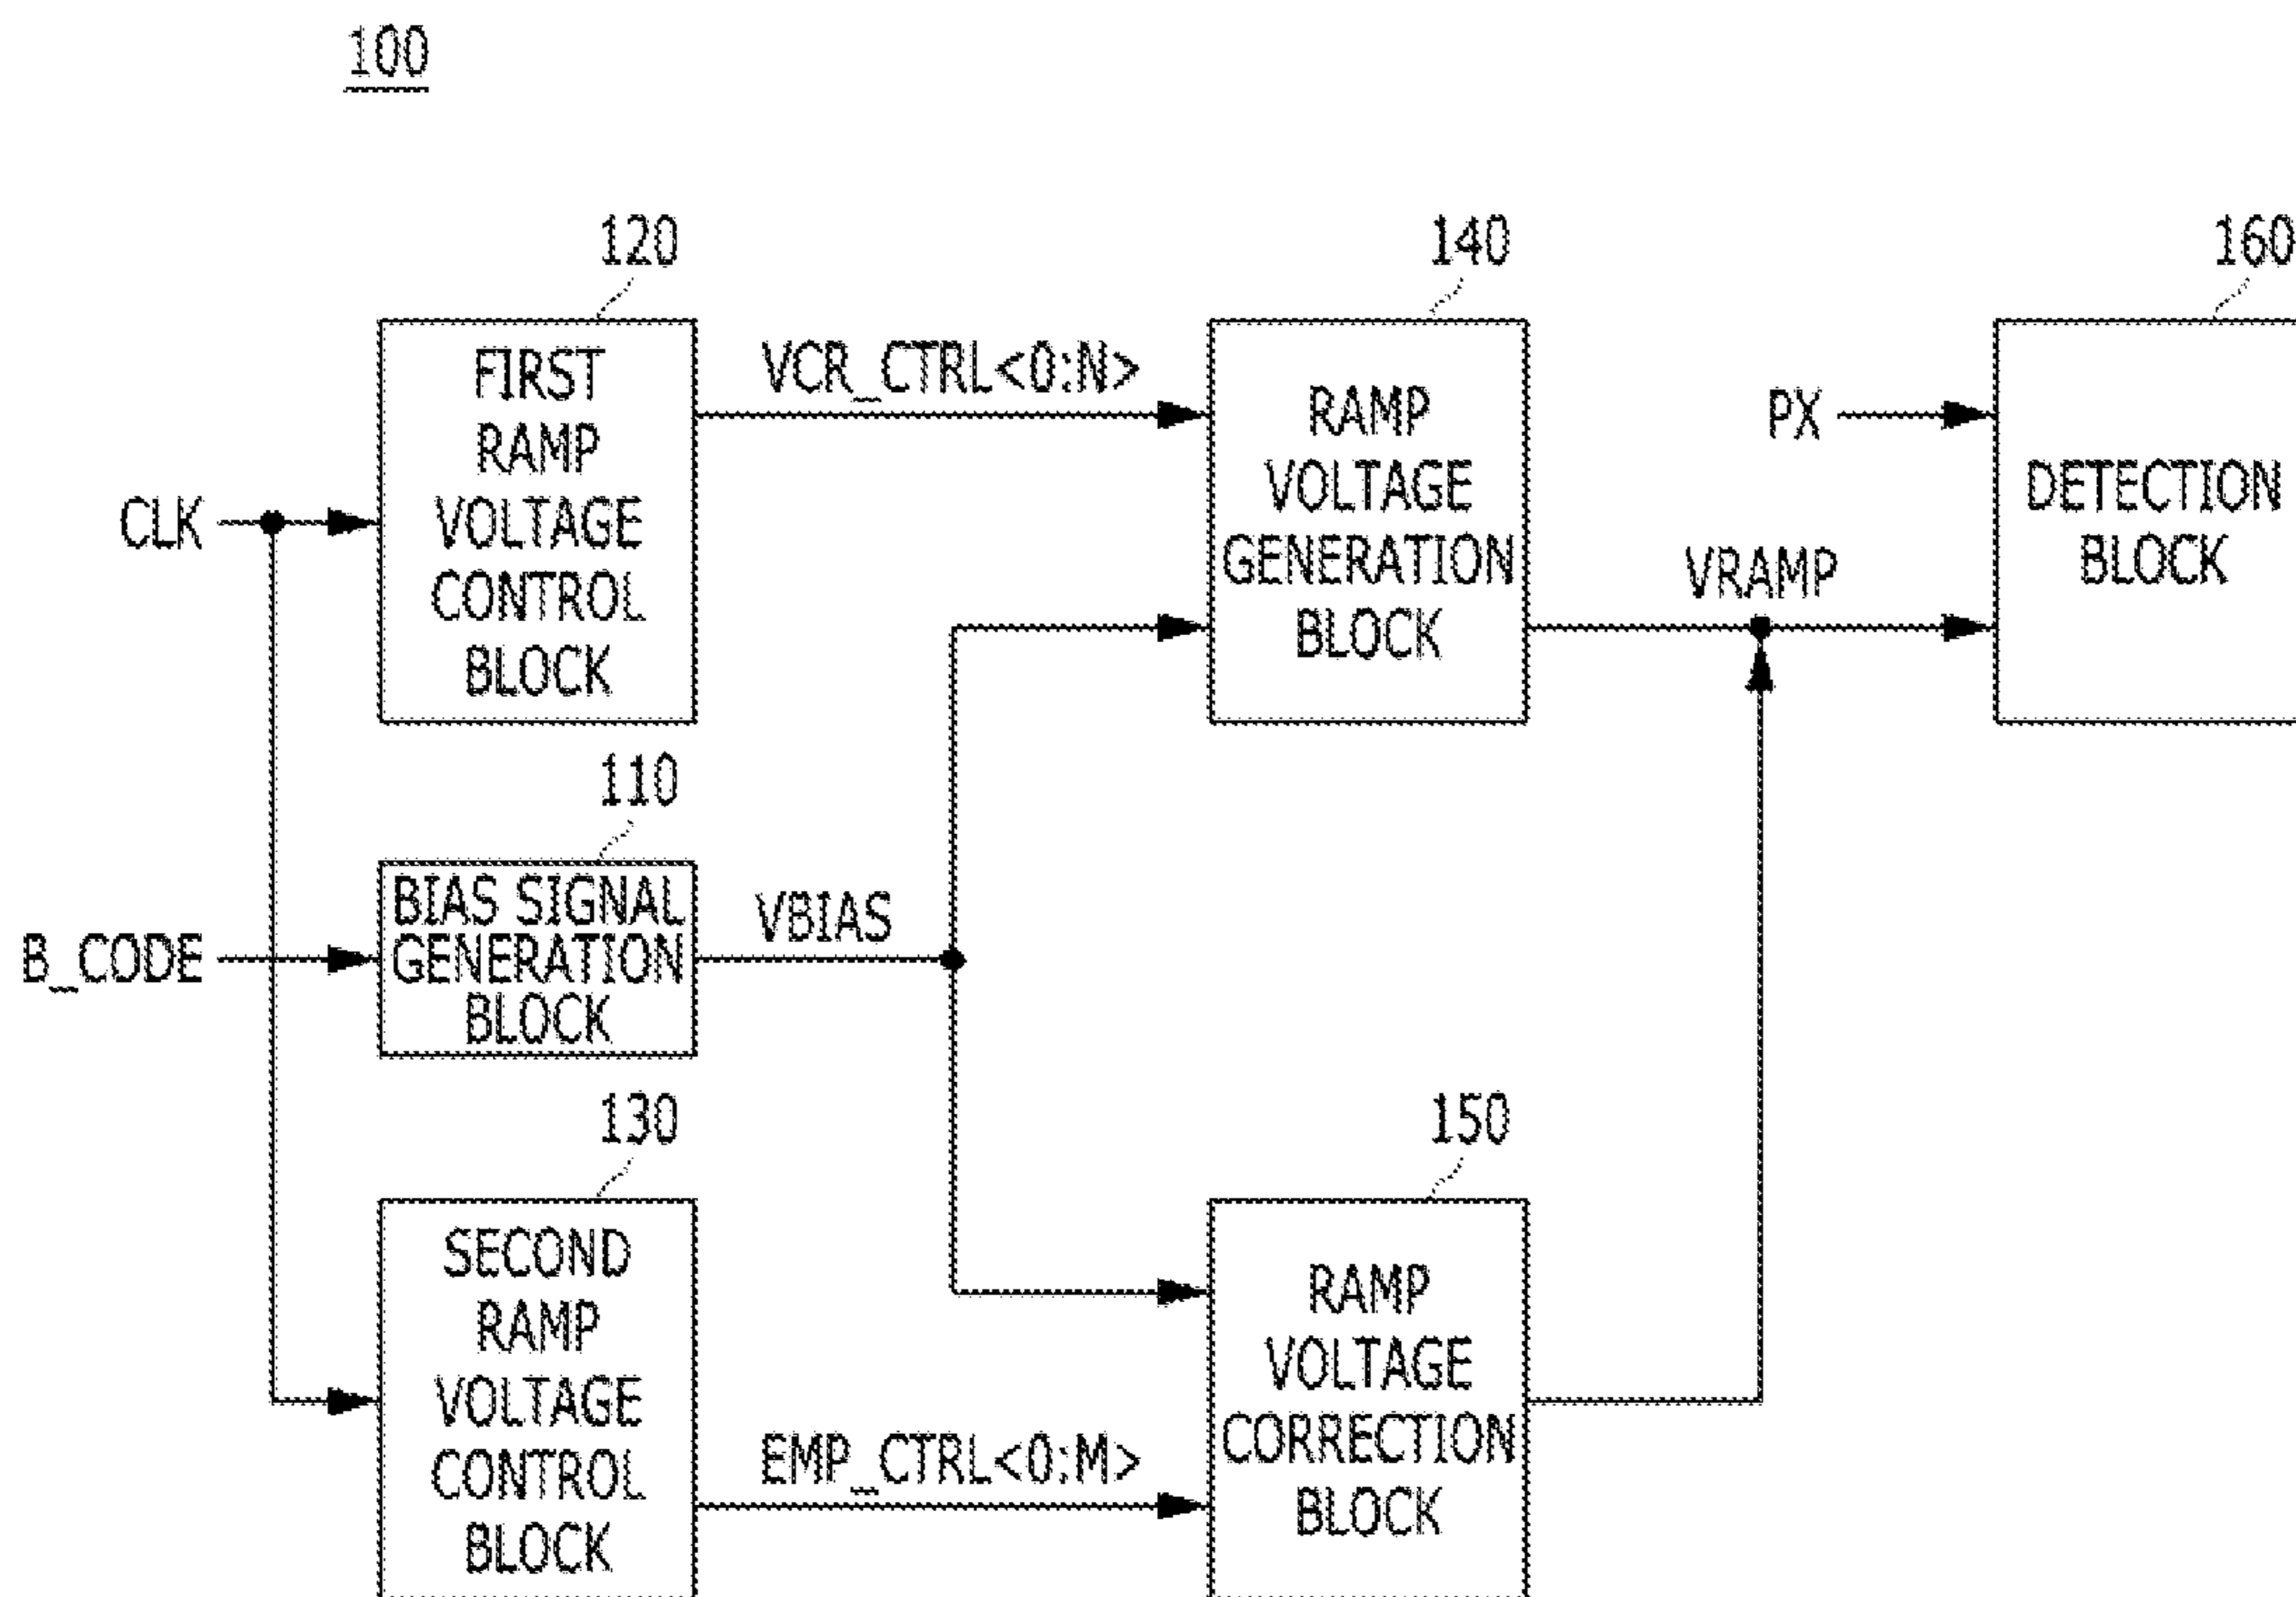 100
120
FIRST
RAMP
VOLTAGE
CONTROL
BLOCK
VCR_CTRL<0:N>
140
RAMP
VOLTAGE
GENERATION
BLOCK
160
DETECTION
BLOCK
PX
CLK
VRAMP
110
BIAS SIGNAL
GENERATION
BLOCK
B_CODE
VBIAS
130
SECOND
RAMP
VOLTAGE
CONTROL
BLOCK
EMP_CTRL<0:M>
150
RAMP
VOLTAGE
CORRECTION
BLOCK